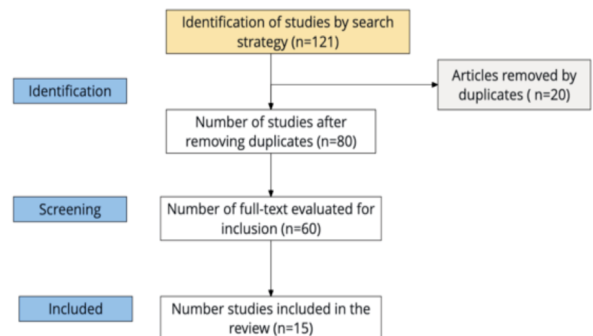 Identification of studies by search
strategy (n=121)
Articles removed by
duplicates ( n=20)
Identification
Number of studies after
removing duplicates (n=80)
Screening
Number of full-text evaluated for
inclusion (n=60)
Included
Number studies included in the
review (n=15)